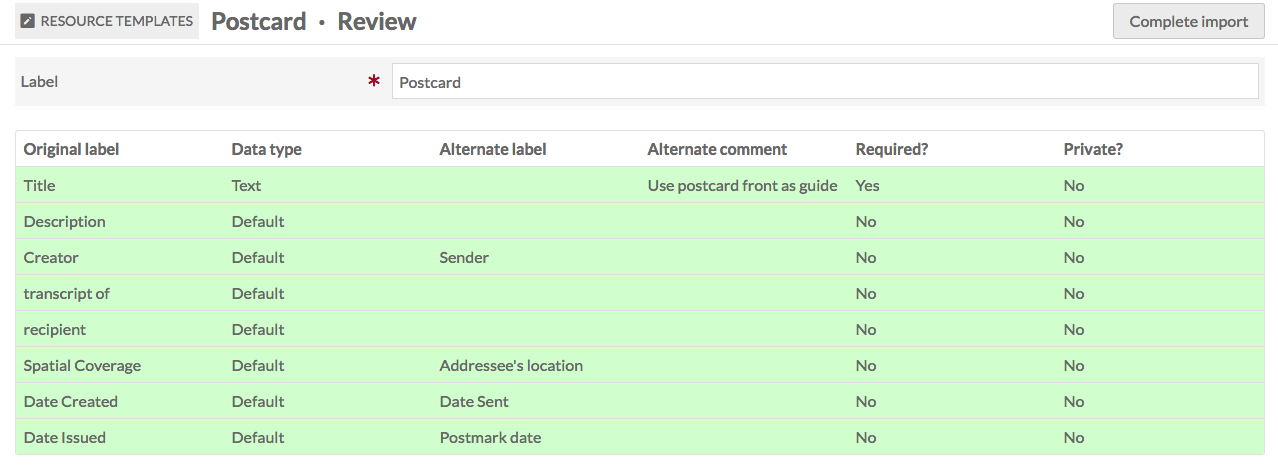 RESOURCE TEMPLATES Postcard • Review Complete import
Label * Postcard
Original label Data type Alternate label Alternate comment Required? Private?
Title Text Use postcard front as guide Yes No
Description Default No No
Creator Default Sender No No
transcript of Default No No
recipient Default No No
Spatial Coverage Default Addressee's location No No
Date Created Default Date Sent No No
Date Issued Default Postmark date No No